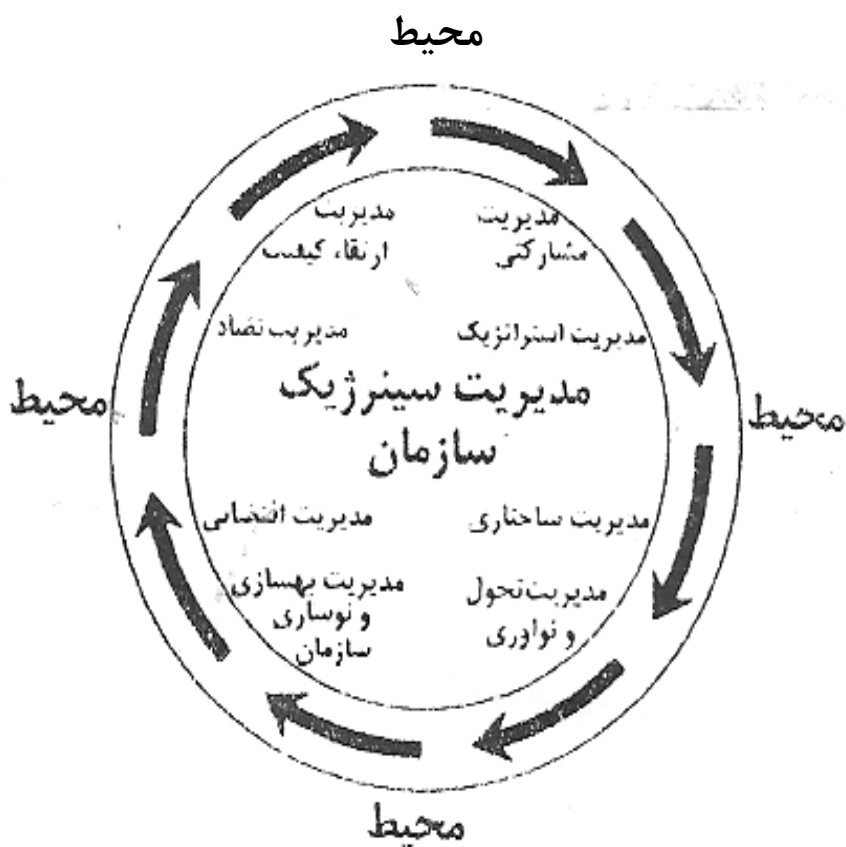 محیط
مدیریت
مشارکتی
مدیریت
ارتقاء کیفیت
مدیریت استراتژیک
مدیریت تضاد
محیط
مدیریت سینرژیک
محیط
سازمان
مدیریت ساختاری
مدیریت اقتضایی
مدیریت تحول
و نوآوری
مدیریت بهسازی
و نوسازی
سازمان
محیط